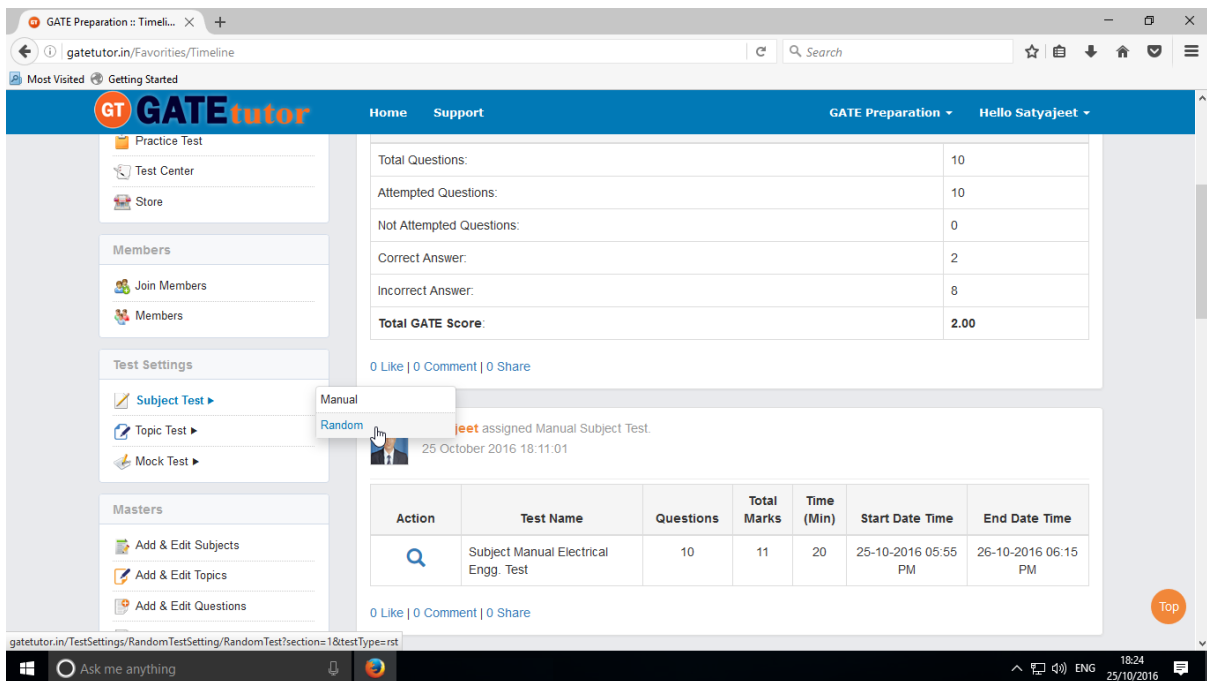 GATE Preparation :: Timeli...
gatetutor.in/Favorities/Timeline
Search
Most Visited
Getting Started
GT GATEtutor
Home
Support
GATE Preparation
Hello Satyajeet
Practice Test
Test Center
Store
Members
Join Members
Members
Test Settings
Subject Test
Topic Test
Mock Test
Manual
Random
Masters
Add & Edit Subjects
Add & Edit Topics
Add & Edit Questions
Total Questions: 10
Attempted Questions: 10
Not Attempted Questions: 0
Correct Answer: 2
Incorrect Answer: 8
Total GATE Score: 2.00
0 Like | 0 Comment | 0 Share
jeet assigned Manual Subject Test.
25 October 2016 18:11:01
Action Test Name Questions Total Marks Time (Min) Start Date Time End Date Time
Subject Manual Electrical Engg. Test 10 11 20 25-10-2016 05:55 PM 26-10-2016 06:15 PM
0 Like | 0 Comment | 0 Share
Top
gatetutor.in/TestSettings/RandomTestSetting/RandomTest?section=1&testType=rst
Ask me anything
ENG
18:24
25/10/2016